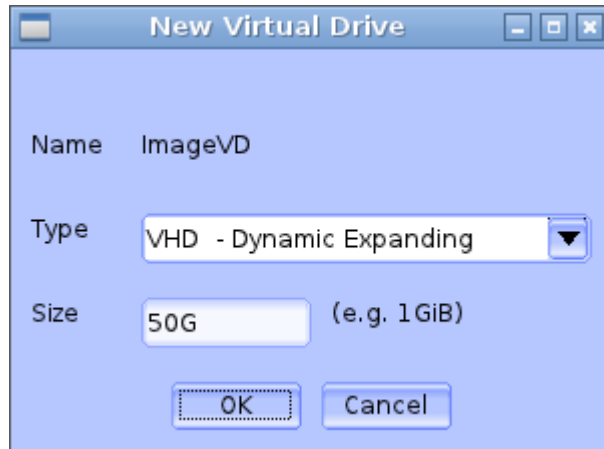 New Virtual Drive
Name ImageVD
Type VHD - Dynamic Expanding
Size 50G (e.g. 1GiB)
OK Cancel